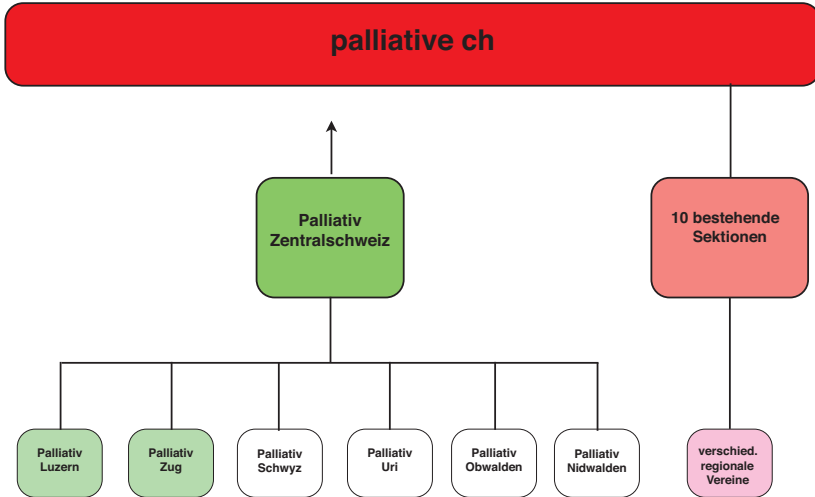 palliative ch
Palliativ
Zentralschweiz
10 bestehende
Sektionen
Palliativ
Luzern
Palliativ
Zug
Palliativ
Schwyz
Palliativ
Uri
Palliativ
Obwalden
Palliativ
Nidwalden
verschied.
regionale
Vereine